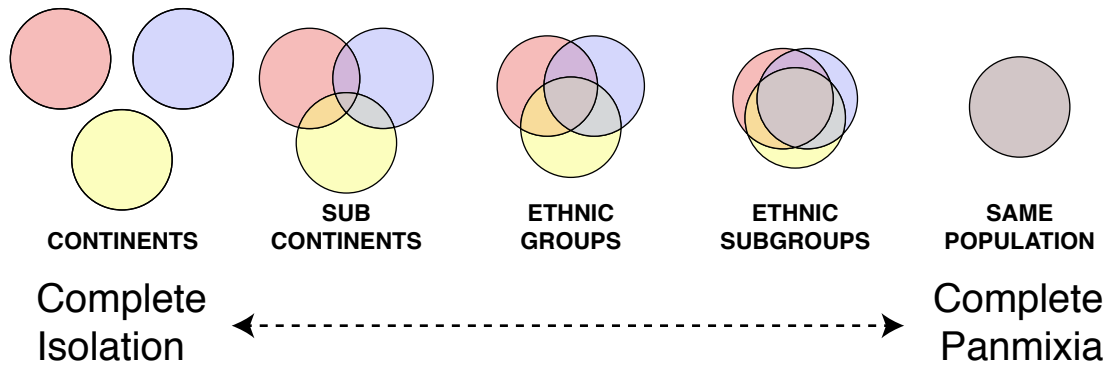 CONTINENTS
SUB
CONTINENTS
ETHNIC
GROUPS
ETHNIC
SUBGROUPS
SAME
POPULATION
Complete
Isolation
Complete
Panmixia